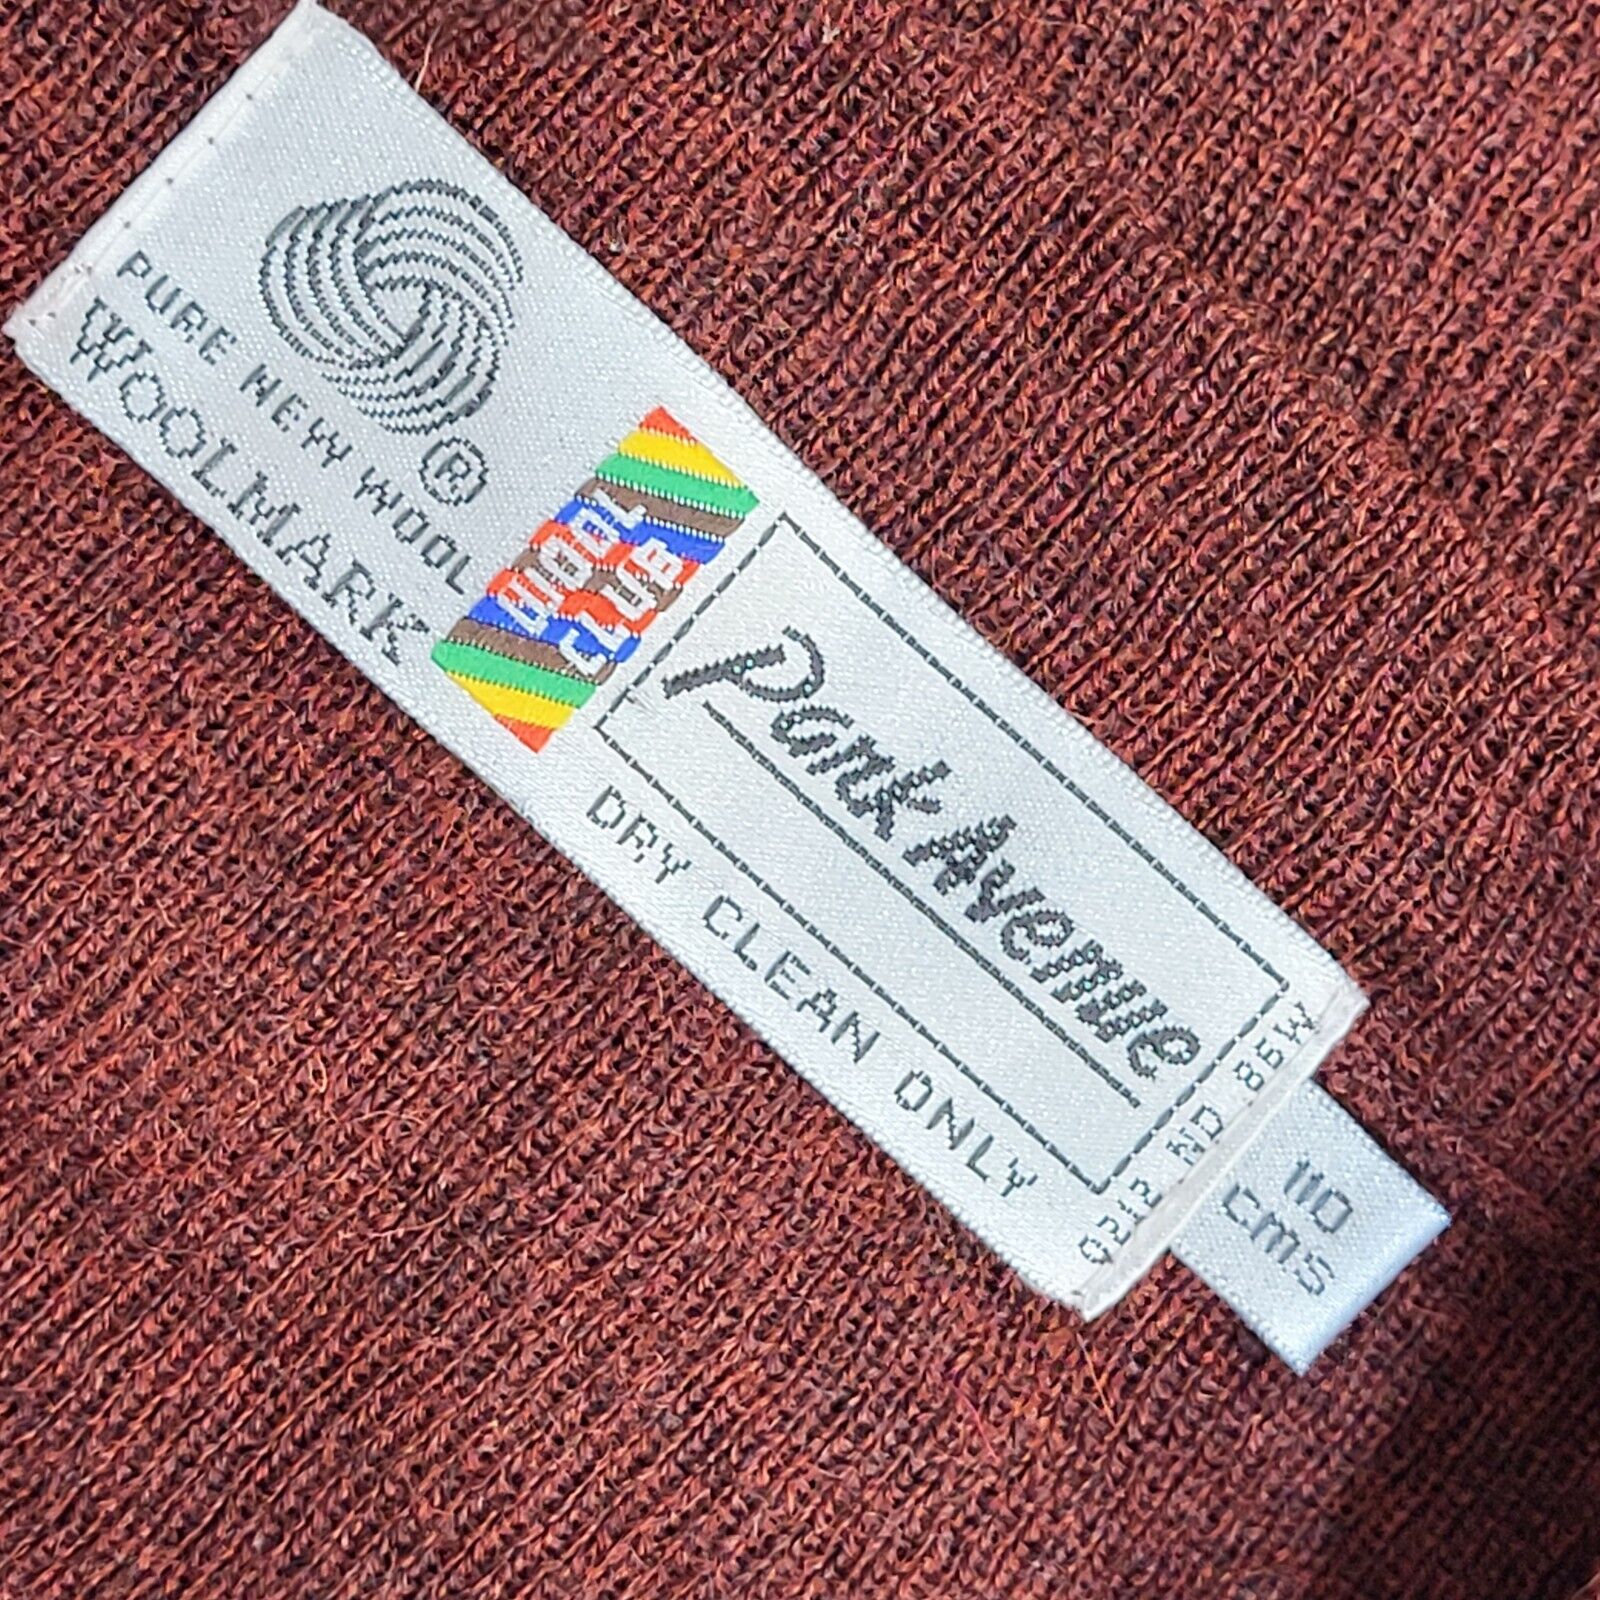 PURE NEW WOOL
WOOLMARK
®
WOOL
CLUB
Park Avenue
DRY CLEAN ONLY
110
cms